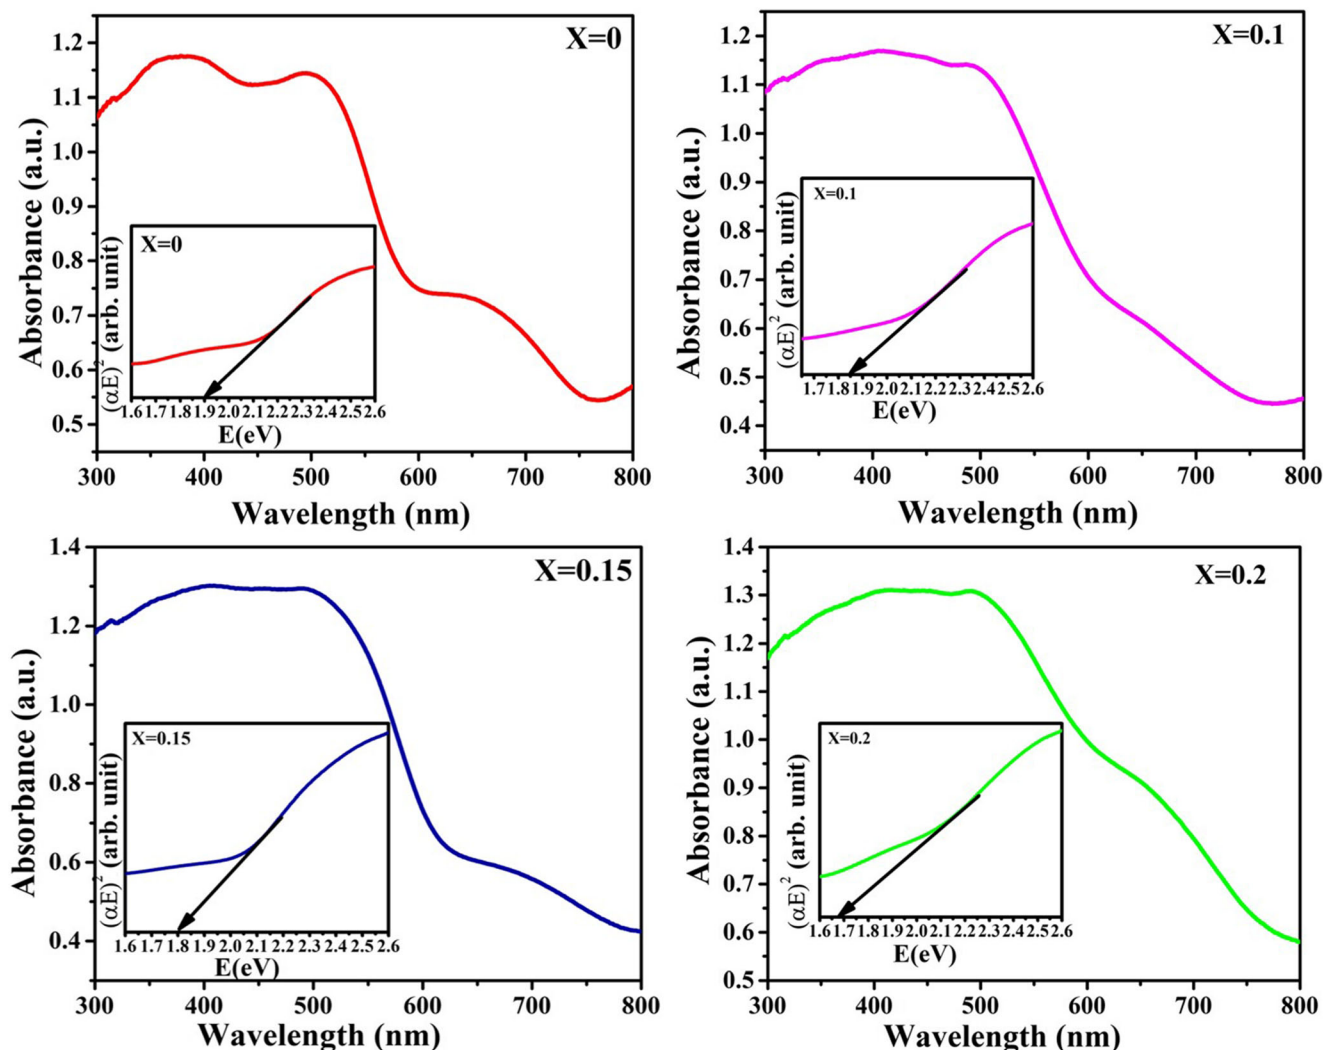 X=0
Absorbance (a.u.)
1.2
1.1
1.0
0.9
0.8
0.7
0.6
0.5
X=0
(αE)² (arb. unit)
1.6 1.7 1.8 1.9 2.0 2.1 2.2 2.3 2.4 2.5 2.6
E(eV)
300 400 500 600 700 800
Wavelength (nm)
X=0.1
Absorbance (a.u.)
1.2
1.1
1.0
0.9
0.8
0.7
0.6
0.5
0.4
X=0.1
(αE)² (arb. unit)
1.7 1.8 1.9 2.0 2.1 2.2 2.3 2.4 2.5 2.6
E(eV)
300 400 500 600 700 800
Wavelength (nm)
X=0.15
Absorbance (a.u.)
1.4
1.2
1.0
0.8
0.6
0.4
X=0.15
(αE)² (arb. unit)
1.6 1.7 1.8 1.9 2.0 2.1 2.2 2.3 2.4 2.5 2.6
E(eV)
300 400 500 600 700 800
Wavelength (nm)
X=0.2
Absorbance (a.u.)
1.4
1.3
1.2
1.1
1.0
0.9
0.8
0.7
0.6
0.5
X=0.2
(αE)² (arb. unit)
1.6 1.7 1.8 1.9 2.0 2.1 2.2 2.3 2.4 2.5 2.6
E(eV)
300 400 500 600 700 800
Wavelength (nm)